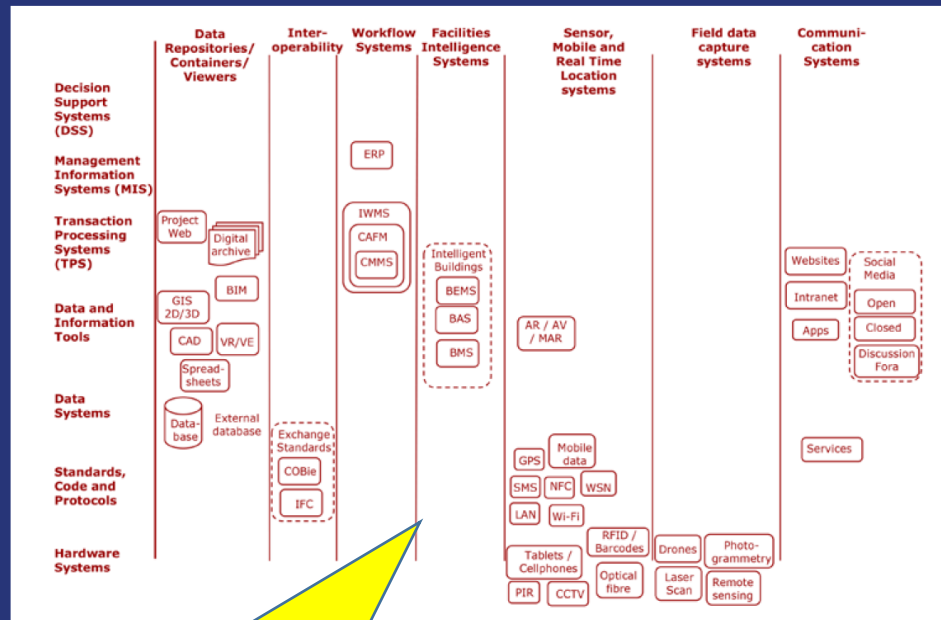 Data
Repositories/
Containers/
Viewers
Inter-
operability
Workflow
Systems
Facilities
Intelligence
Systems
Sensor,
Mobile and
Real Time
Location
systems
Field data
capture
systems
Communi-
cation
Systems
Decision
Support
Systems
(DSS)
Management
Information
Systems (MIS)
Transaction
Processing
Systems
(TPS)
Data and
Information
Tools
Data
Systems
Standards,
Code and
Protocols
Hardware
Systems
Project
Web
Digital
archive
BIM
GIS
2D/3D
CAD
VR/VE
Spread-
sheets
Data-
base
External
database
Exchange
Standards
COBie
IFC
ERP
IWMS
CAFM
CMMS
Intelligent
Buildings
BEMS
BAS
BMS
AR / AV
/ MAR
GPS
Mobile
data
SMS
NFC
WSN
LAN
Wi-Fi
RFID /
Barcodes
Tablets /
Cellphones
Optical
fibre
PIR
CCTV
Drones
Photo-
grammetry
Laser
Scan
Remote
sensing
Websites
Intranet
Apps
Social
Media
Open
Closed
Discussion
Fora
Services